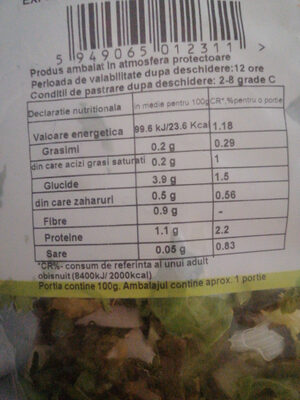 5 949065 012311 >
Produs ambalat in atmosfera protectoare
Perioada de valabilitate dupa deschidere:12 ore
Conditii de pastrare dupa deschidere: 2-8 grade C
Declaratie nutritionala in medie pentru 100g CR*,%pentru o portie
Valoare energetica 99.6 kJ/23.6 Kcal 1.18
Grasimi 0.2 g 0.29
din care acizi grasi saturati 0.2 g 1
Glucide 3.9 g 1.5
din care zaharuri 0.5 g 0.56
Fibre 0.9 g -
Proteine 1.1 g 2.2
Sare 0.05 g 0.83
*CR%- consum de referinta al unui adult
obisnuit (8400kJ/ 2000kcal).
Portia contine 100g. Ambalajul contine aprox. 1 portie